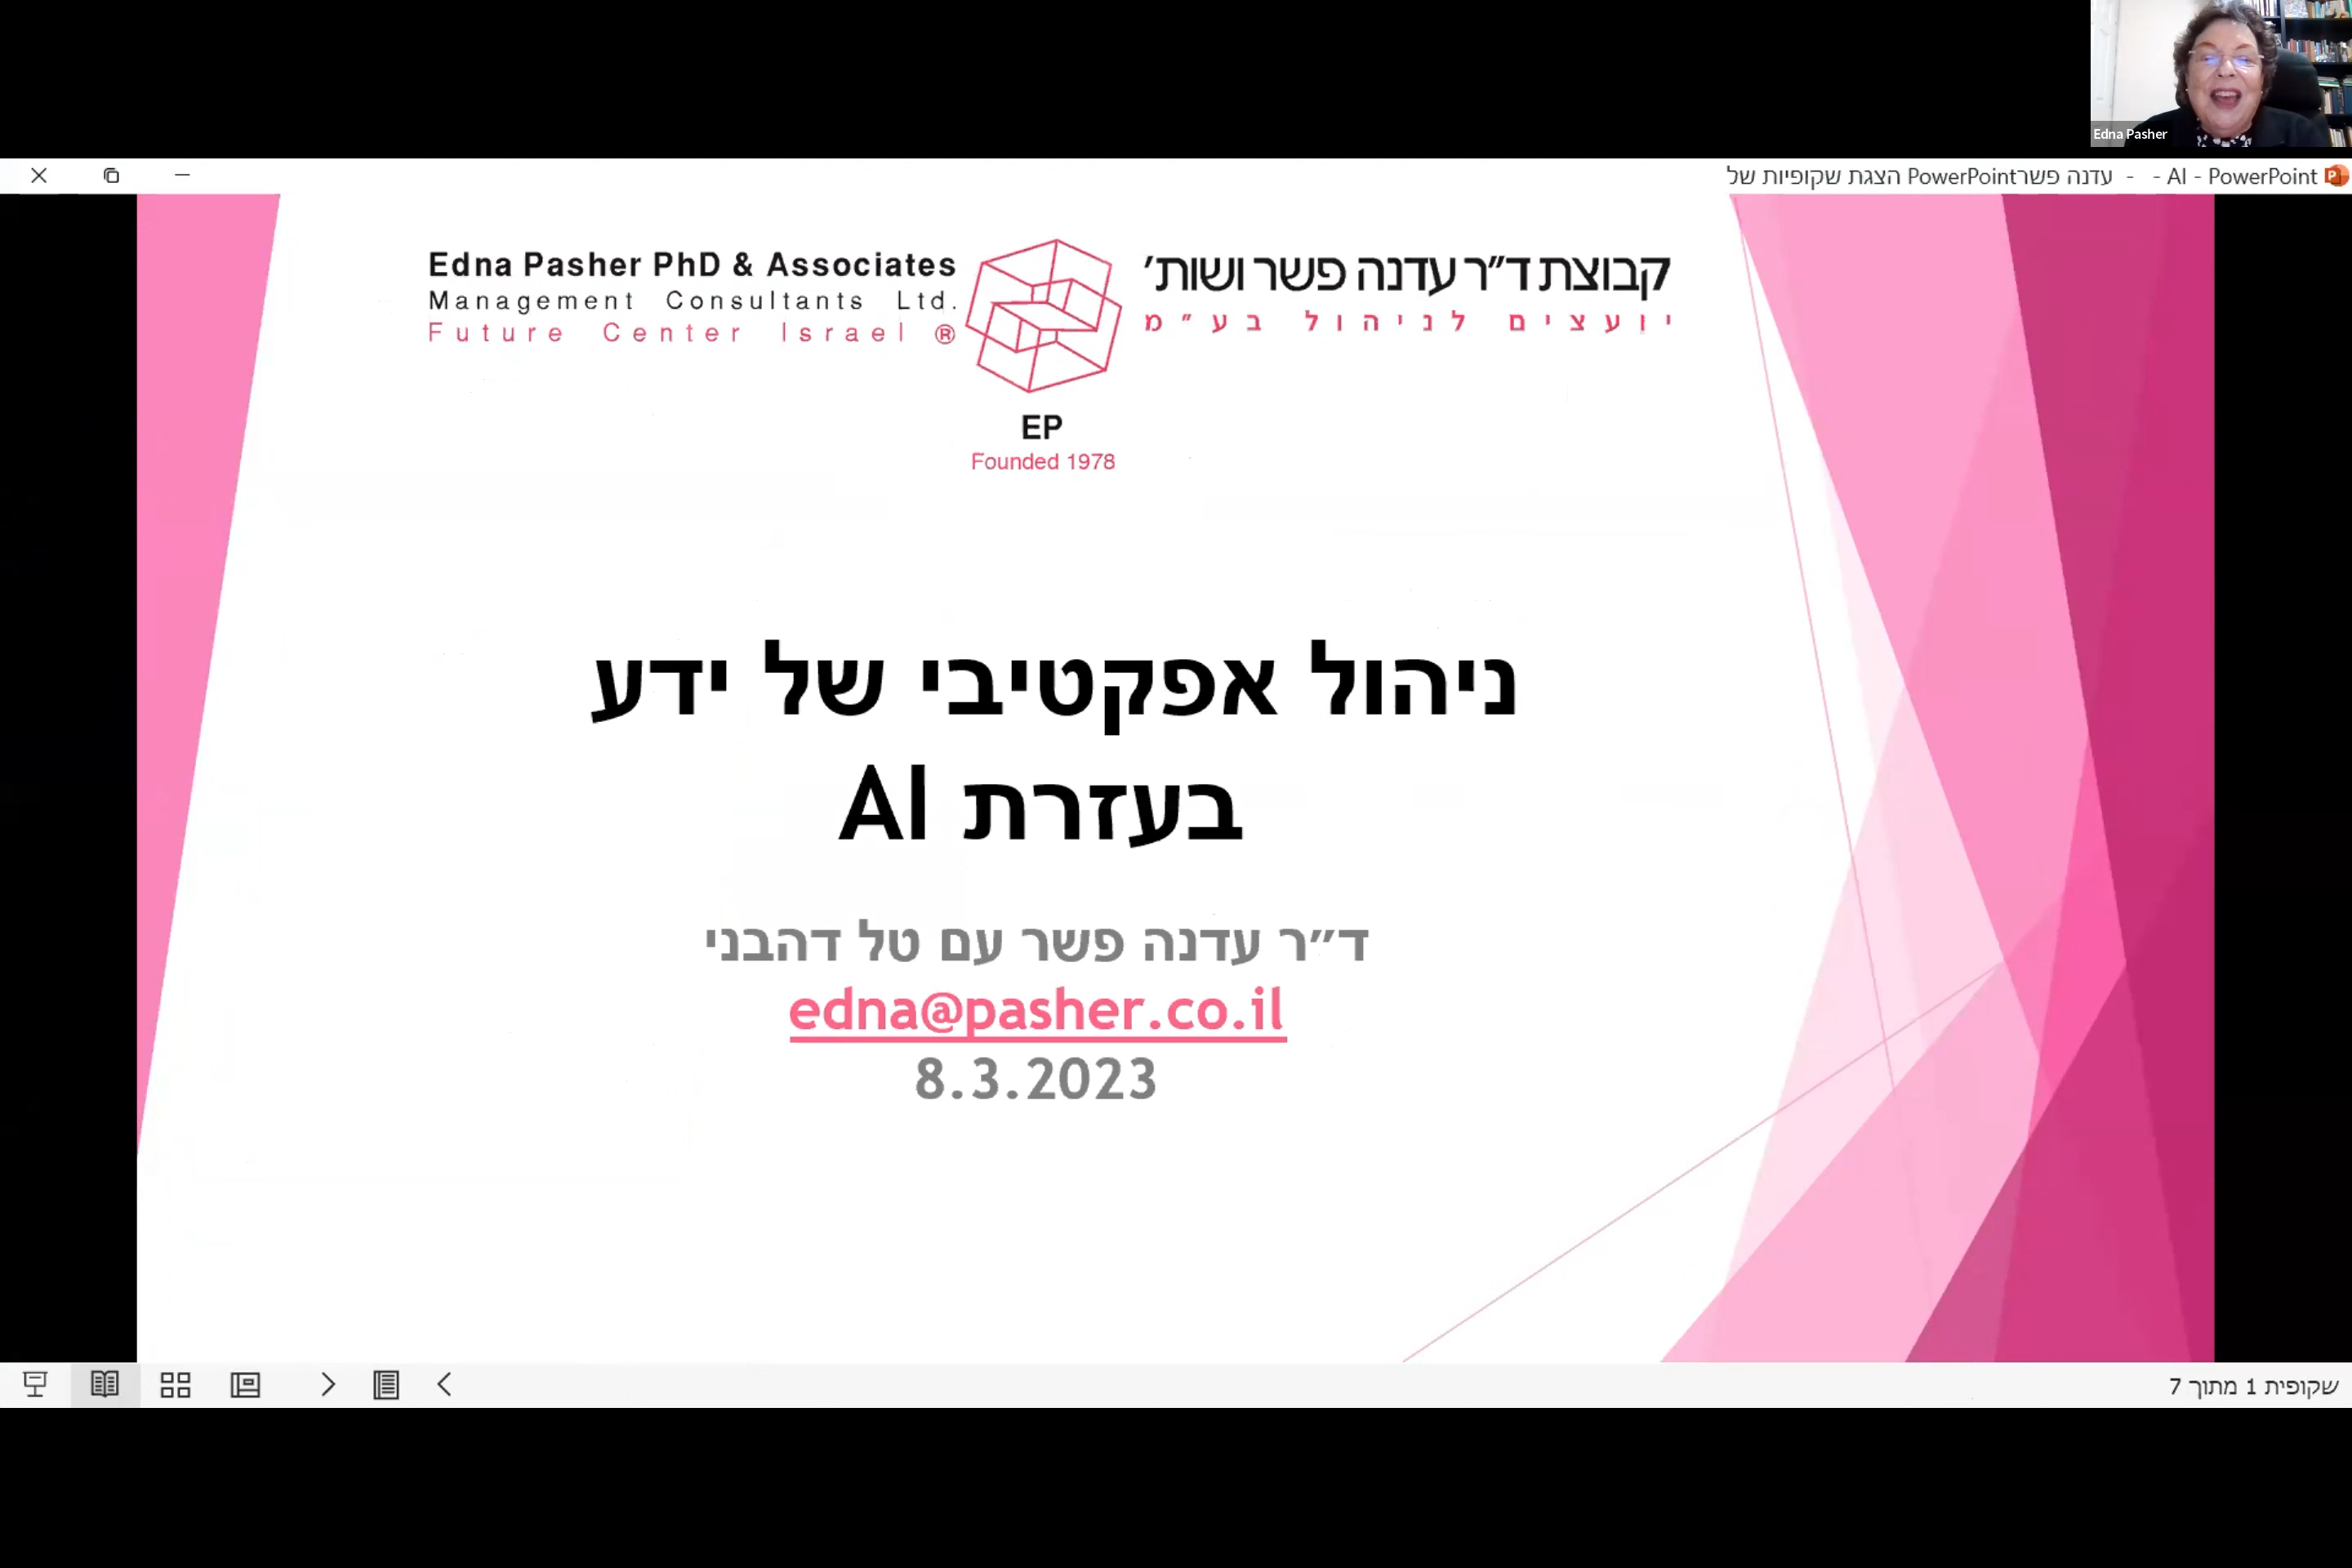 Edna Pasher
עדנה פשר - - AI - PowerPoint הצגת שקופיות של PowerPoint
Edna Pasher PhD & Associates
Management Consultants Ltd.
Future Center Israel ®
קבוצת ד״ר עדנה פשר ושות׳
יועצים לניהול בע״מ
EP
Founded 1978
ניהול אפקטיבי של ידע
בעזרת AI
ד״ר עדנה פשר עם טל דהבני
edna@pasher.co.il
8.3.2023
שקופית 1 מתוך 7